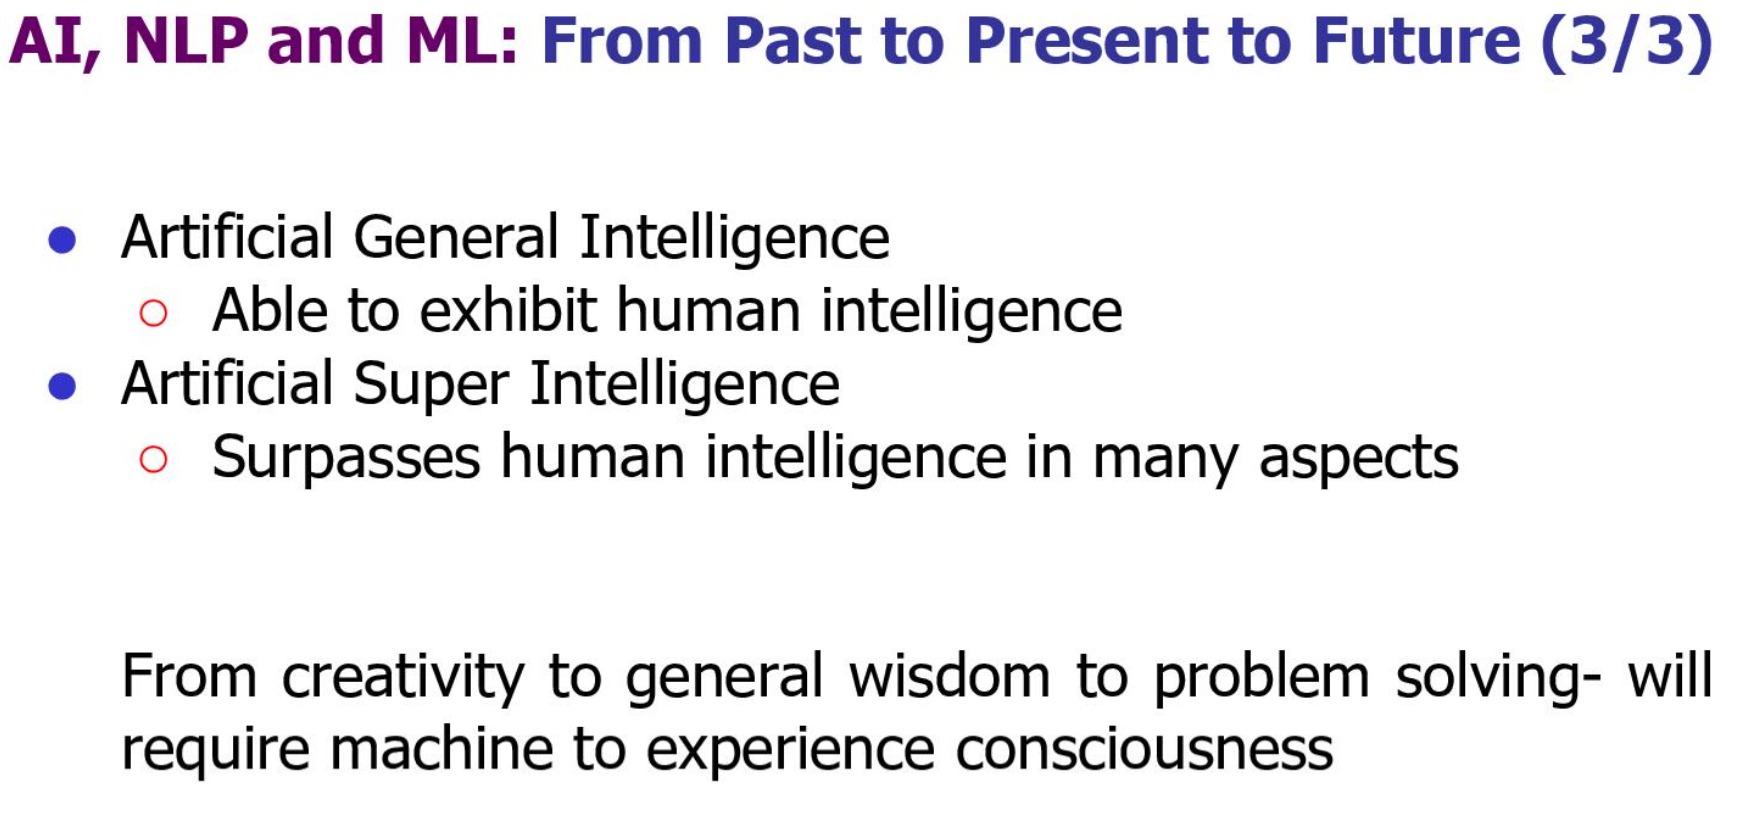 AI, NLP and ML: From Past to Present to Future (3/3)
● Artificial General Intelligence
○ Able to exhibit human intelligence
● Artificial Super Intelligence
○ Surpasses human intelligence in many aspects
From creativity to general wisdom to problem solving- will
require machine to experience consciousness